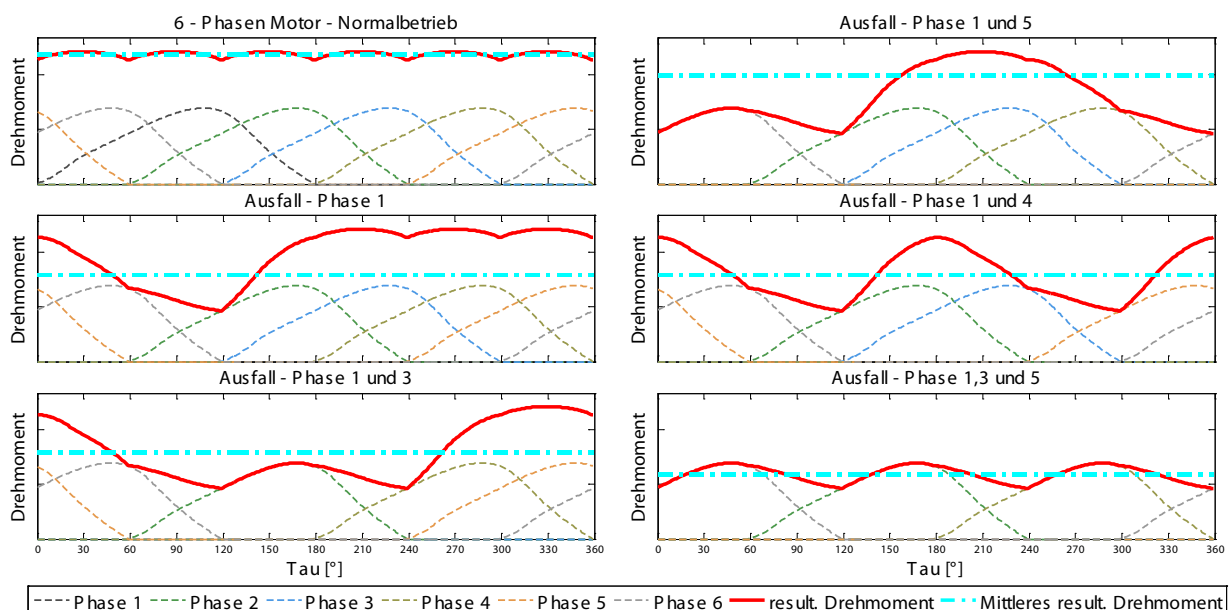 6 - Phasen Motor - Normalbetrieb
Drehmoment
Ausfall - Phase 1 und 5
Drehmoment
Ausfall - Phase 1
Drehmoment
Ausfall - Phase 1 und 4
Drehmoment
Ausfall - Phase 1 und 3
Drehmoment
0 30 60 90 120 150 180 210 240 270 300 330 360
Tau [°]
Ausfall - Phase 1,3 und 5
Drehmoment
0 30 60 90 120 150 180 210 240 270 300 330 360
Tau [°]
Phase 1 Phase 2 Phase 3 Phase 4 Phase 5 Phase 6 result. Drehmoment Mittleres result. Drehmoment